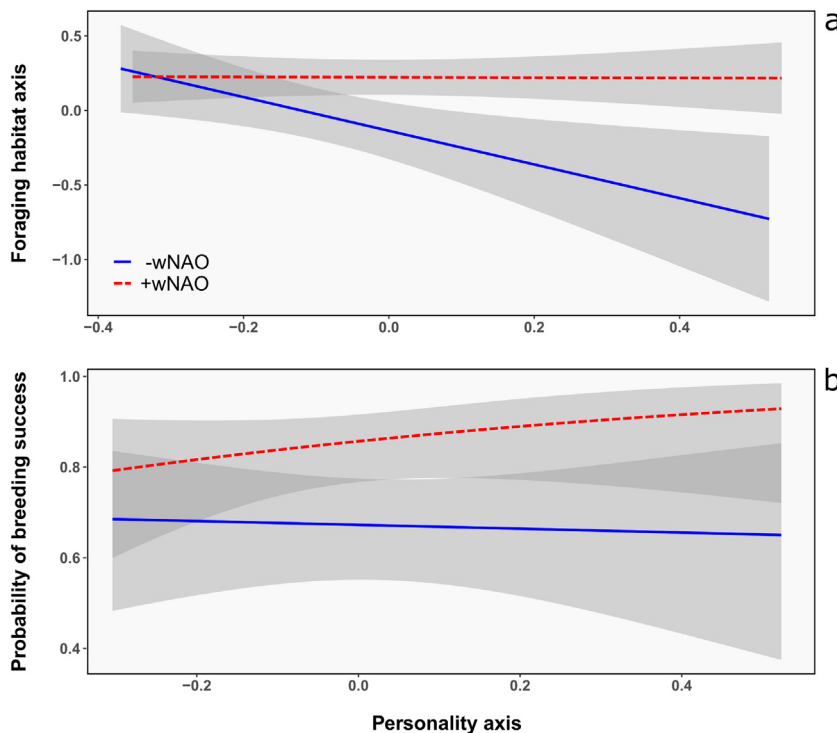 a
0.5
0.0
−0.5
−1.0
Foraging habitat axis
-wNAO
+wNAO
−0.4
−0.2
0.0
0.2
0.4
b
1.0
0.8
0.6
0.4
Probability of breeding success
−0.2
0.0
0.2
0.4
Personality axis